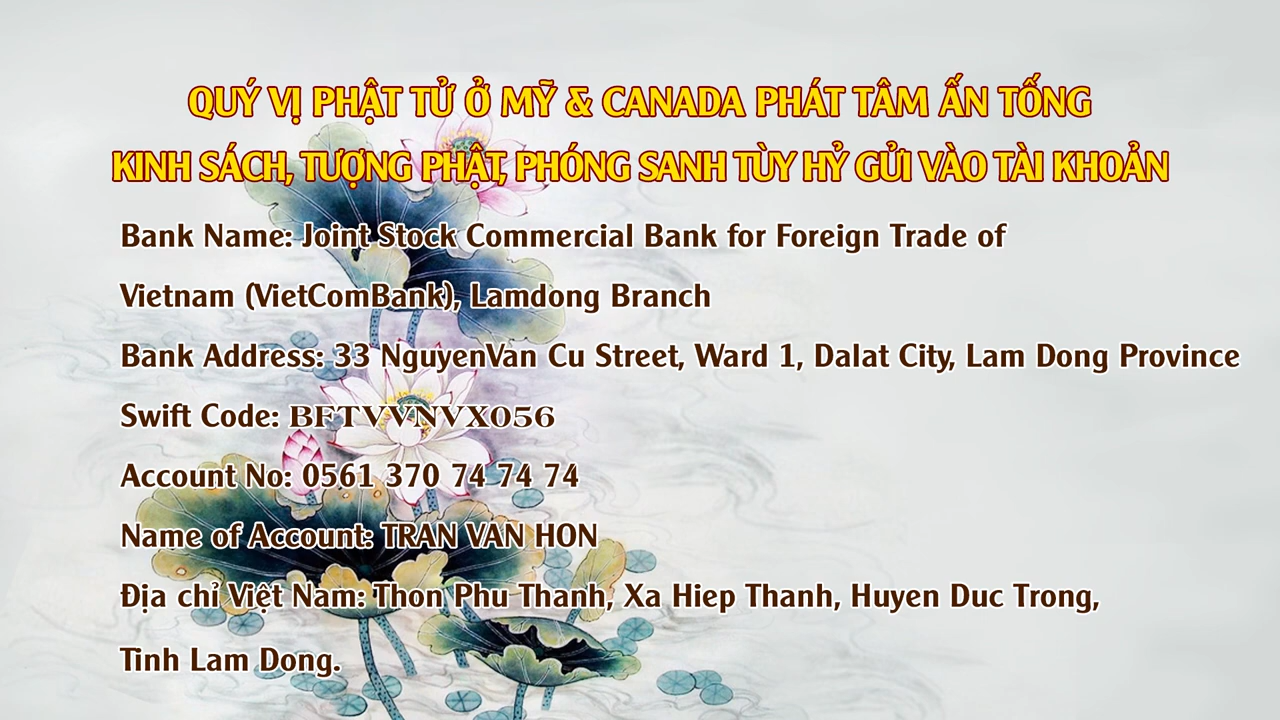 QUÝ VỊ PHẬT TỬ Ở MỸ & CANADA PHÁT TÂM ẤN TỐNG
KINH SÁCH, TƯỢNG PHẬT, PHÓNG SANH TÙY HỶ GỬI VÀO TÀI KHOẢN
Bank Name: Joint Stock Commercial Bank for Foreign Trade of
Vietnam (VietComBank), Lamdong Branch
Bank Address: 33 NguyenVan Cu Street, Ward 1, Dalat City, Lam Dong Province
Swift Code: BFTVVNVX056
Account No: 0561 370 74 74 74
Name of Account: TRAN VAN HON
Địa chỉ Việt Nam: Thon Phu Thanh, Xa Hiep Thanh, Huyen Duc Trong,
Tinh Lam Dong.